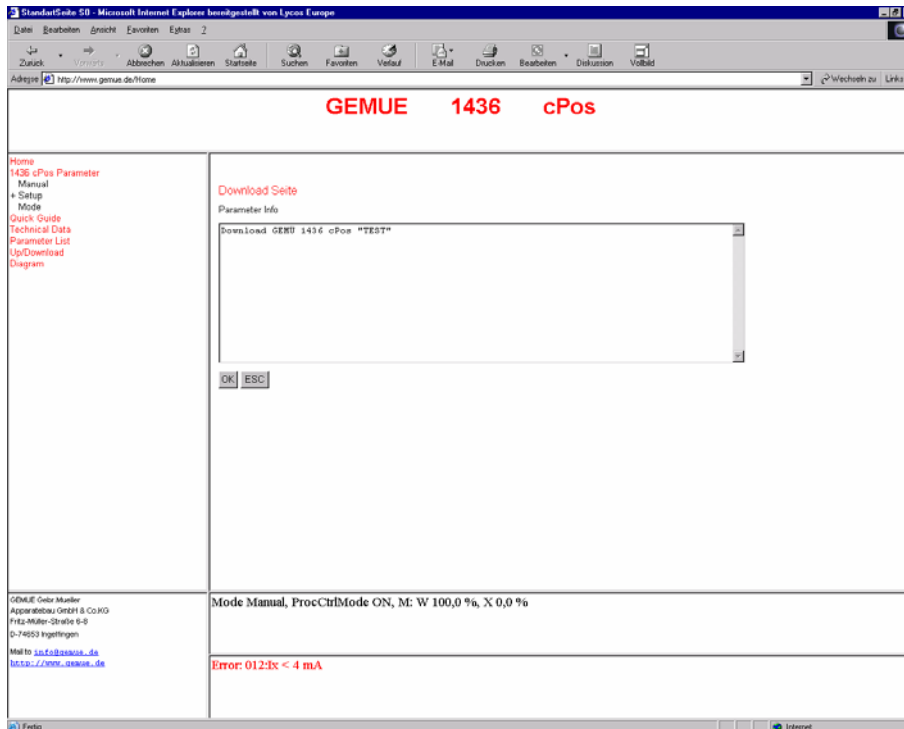 StandartSeite S0 - Microsoft Internet Explorer bereitgestellt von Lycos Europe
Datei Bearbeiten Ansicht Favoriten Extras ?
Zurück Vorwärts Abbrechen Aktualisieren Startseite Suchen Favoriten Verlauf E-Mail Drucken Bearbeiten Diskussion Vollbild
Adresse http://www.gemue.de/Home Wechseln zu Links
GEMUE 1436 cPos
Home
1436 cPos Parameter
Manual
+ Setup
Mode
Quick Guide
Technical Data
Parameter List
Up/Download
Diagram
Download Seite
Parameter Info
Download GEMÜ 1436 cPos "TEST"
OK ESC
GEMUE Gebr.Mueller
Apparatebau GmbH & Co.KG
Fritz-Müller-Straße 6-8
D-74653 Ingelfingen
Mail to info@gemue.de
http://www.gemue.de
Mode Manual, ProcCtrlMode ON, M: W 100,0 %, X 0,0 %
Error: 012:Ix < 4 mA
Fertig Internet